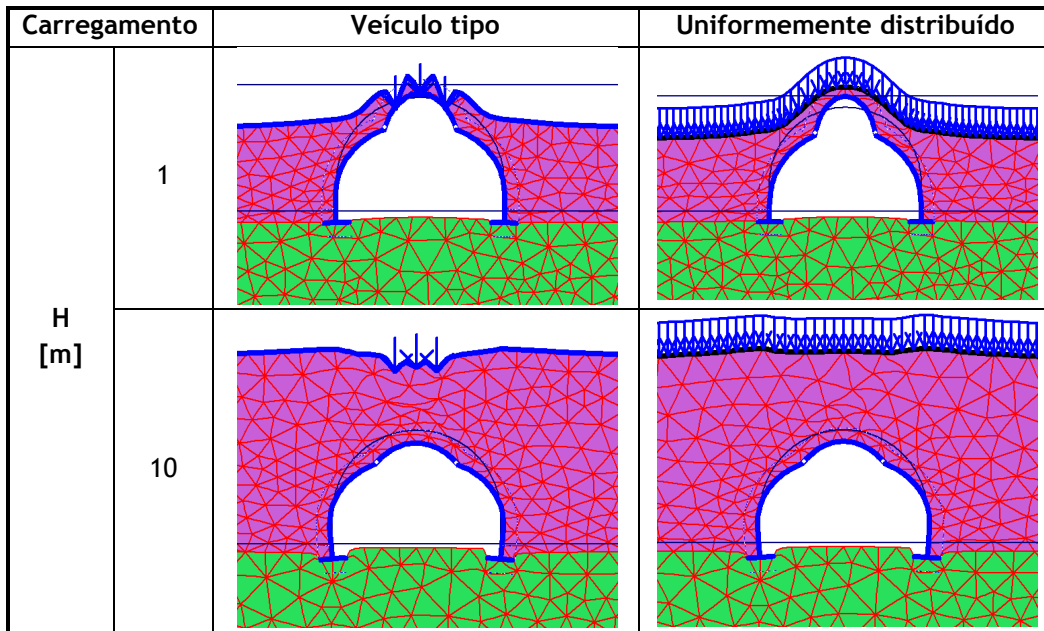 Carregamento
Veículo tipo
Uniformemente distribuído
H
[m]
1
10